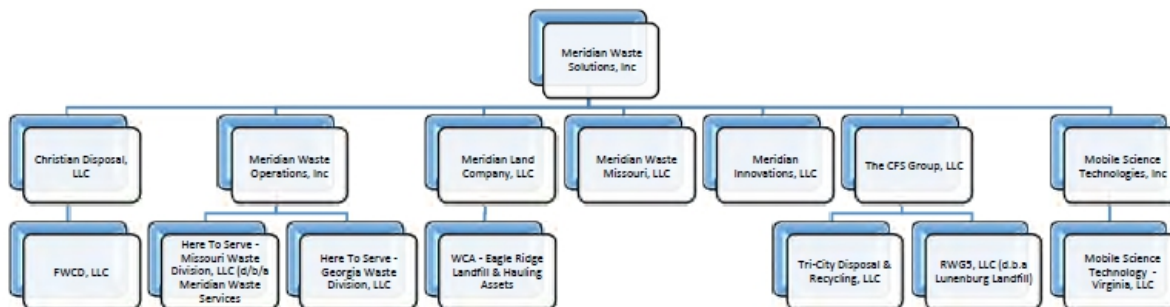 Meridian Waste
Solutions, Inc
Christian Disposal,
LLC
Meridian Waste
Operations, Inc
Meridian Land
Company, LLC
Meridian Waste
Missouri, LLC
Meridian
Innovations, LLC
The CFS Group, LLC
Mobile Science
Technologies, Inc
FWCD, LLC
Here To Serve -
Missouri Waste
Division, LLC (d/b/a
Meridian Waste
Services
Here To Serve -
Georgia Waste
Division, LLC
WCA - Eagle Ridge
Landfill & Hauling
Assets
Tri-City Disposal &
Recycling, LLC
RWG5, LLC (d.b.a
Lunenburg Landfill)
Mobile Science
Technology -
Virginia, LLC